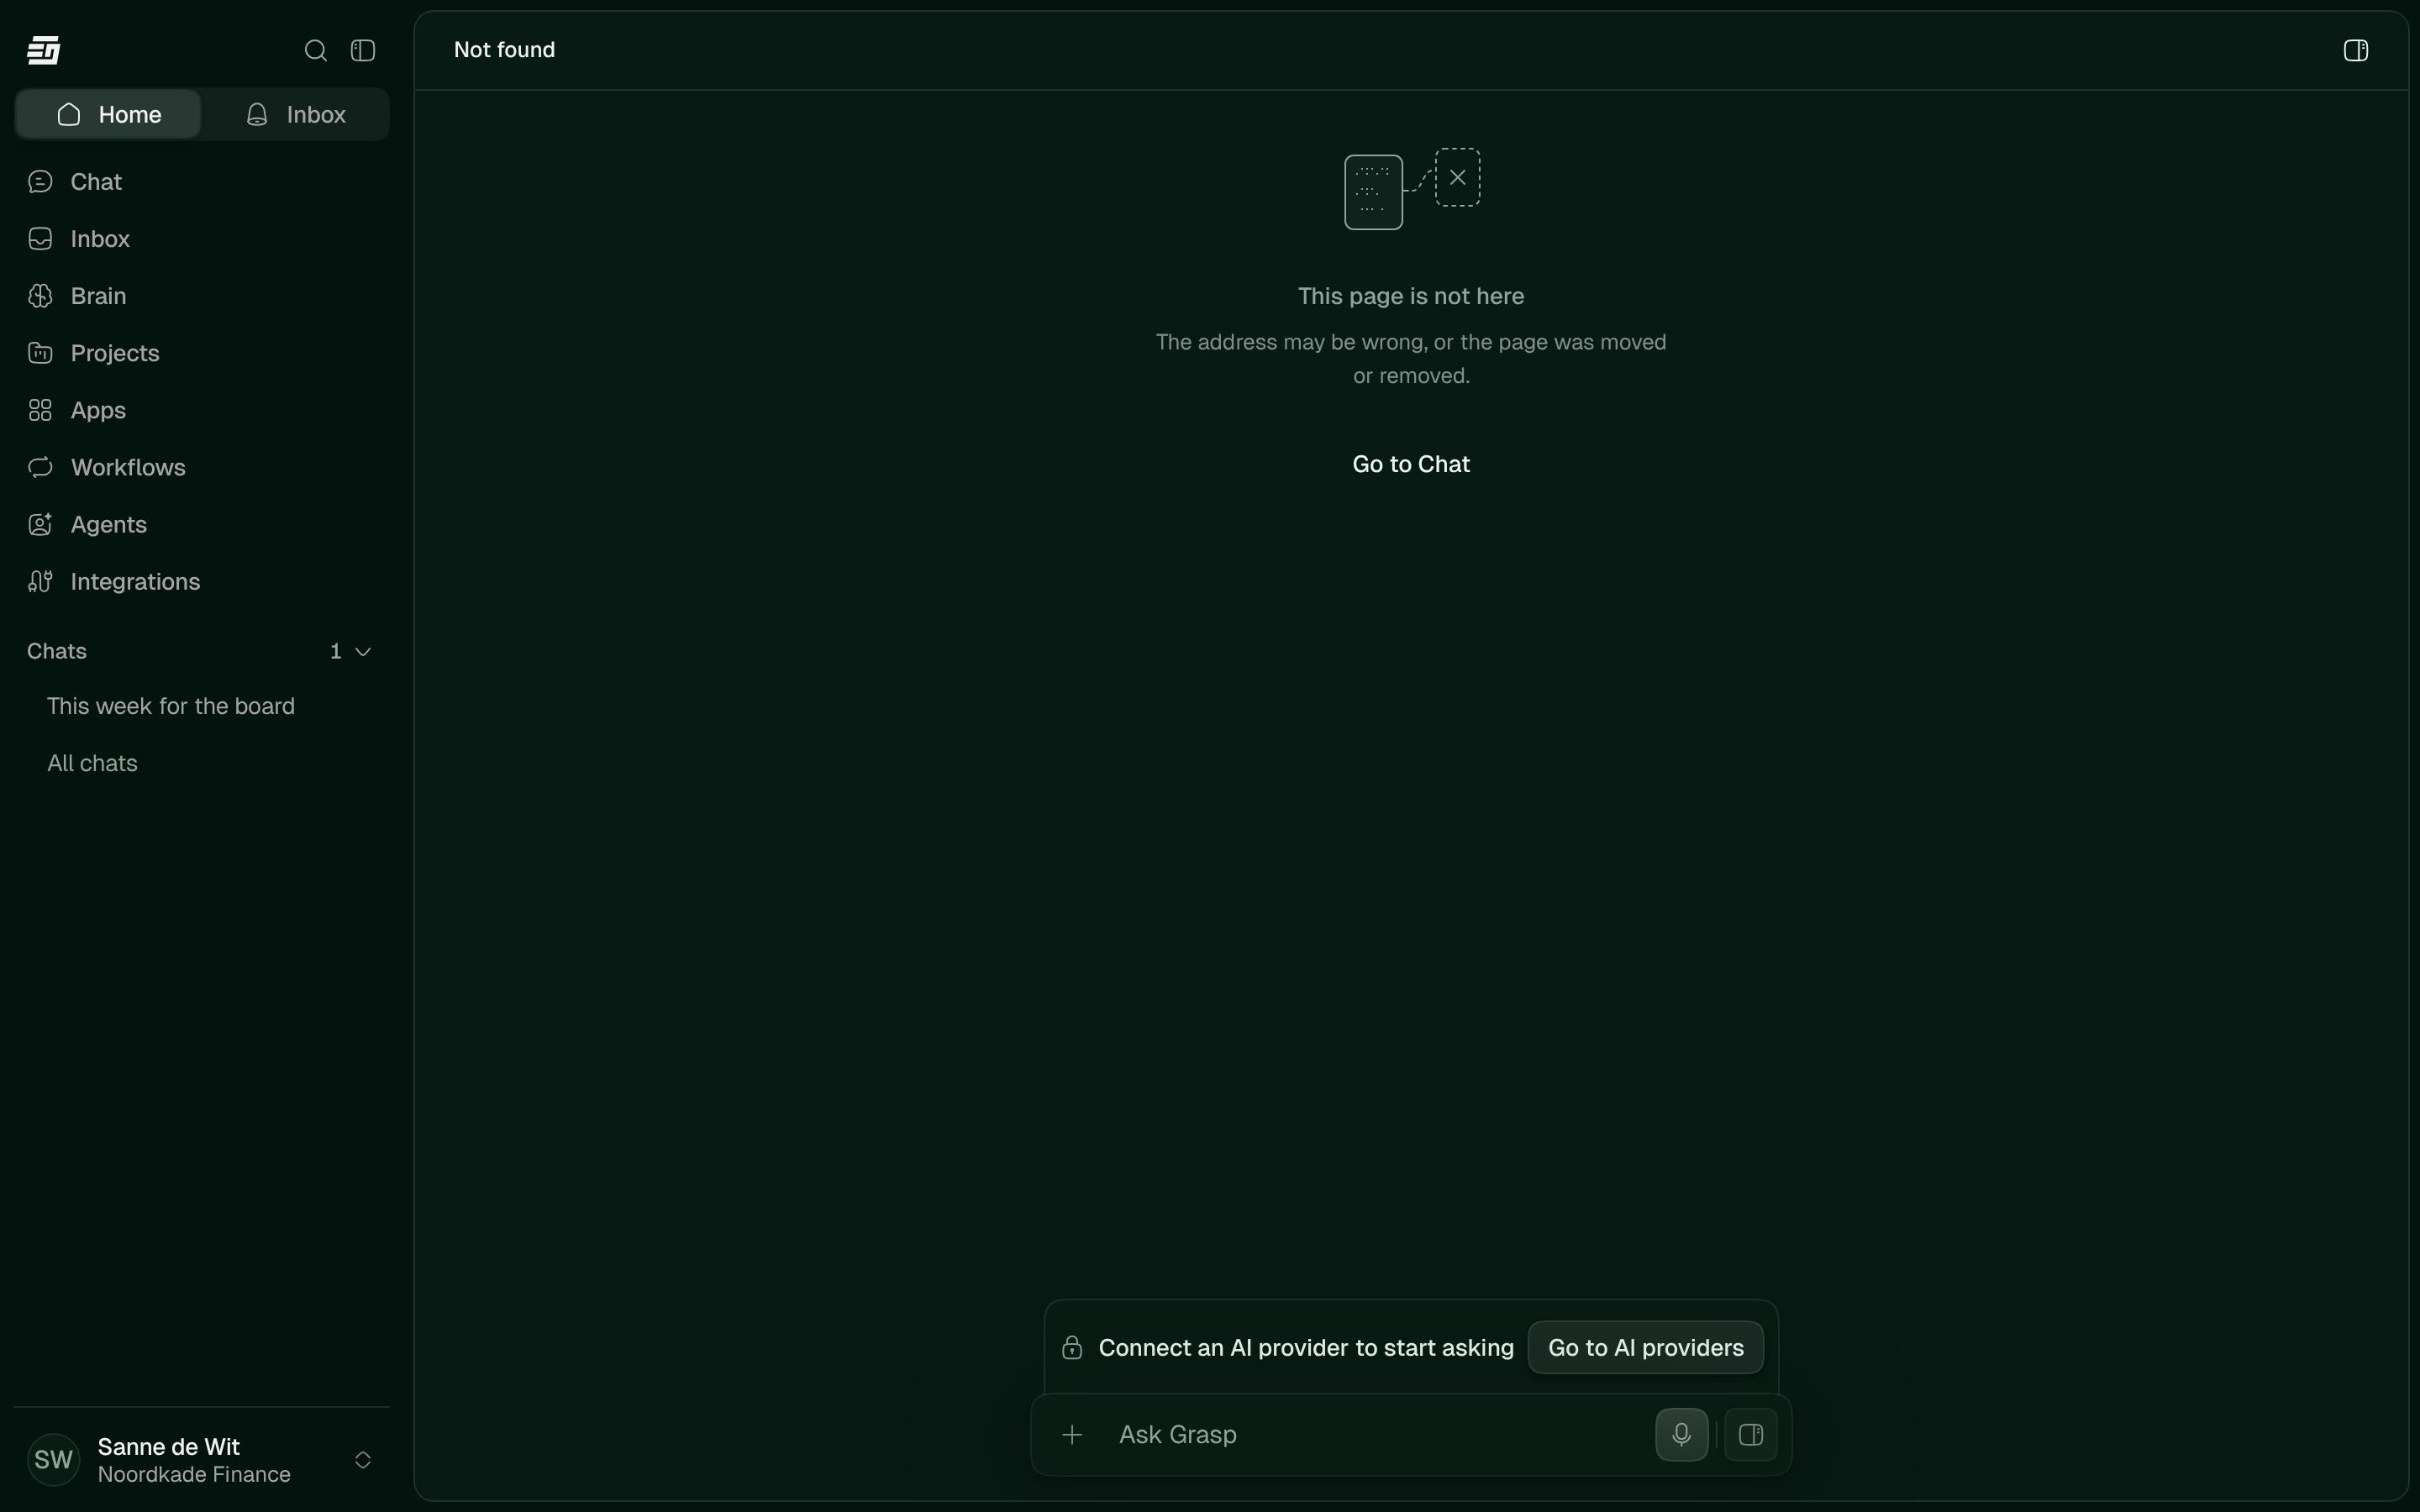 Home
Inbox
Chat
Inbox
Brain
Projects
Apps
Workflows
Agents
Integrations
Chats 1
This week for the board
All chats
SW
Sanne de Wit
Noordkade Finance
Not found
This page is not here
The address may be wrong, or the page was moved
or removed.
Go to Chat
Connect an AI provider to start asking
Go to AI providers
Ask Grasp